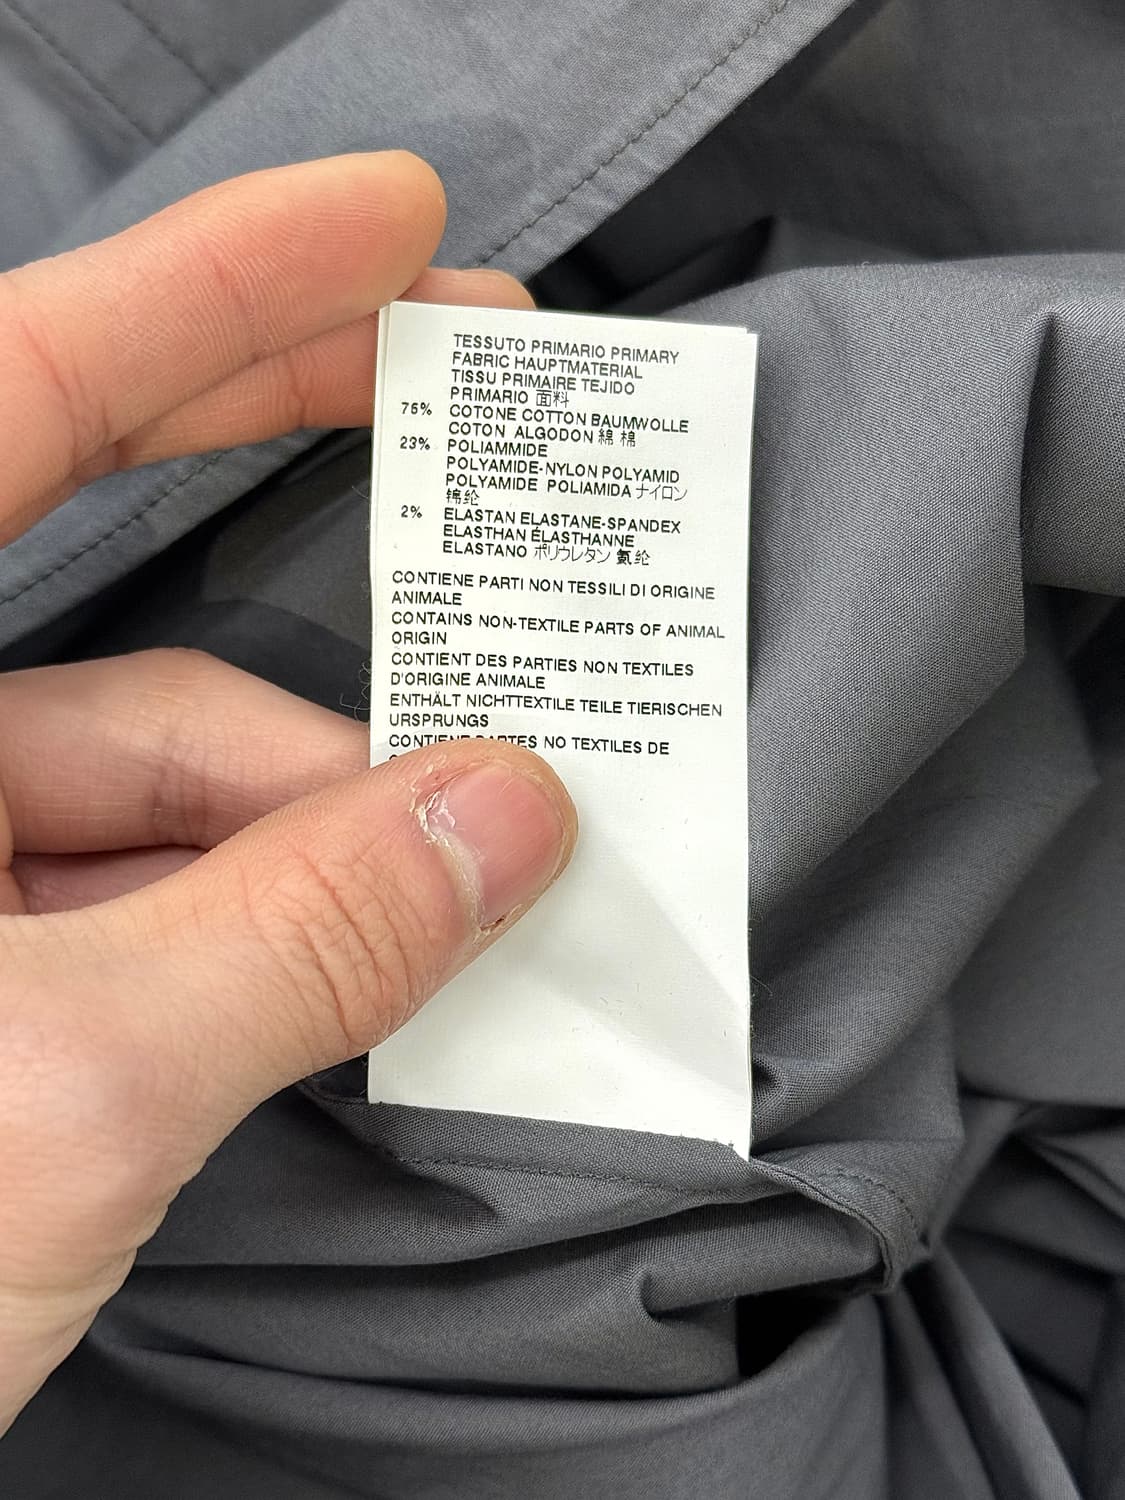 TESSUTO PRIMARIO PRIMARY
FABRIC HAUPTMATERIAL
TISSU PRIMAIRE TEJIDO
PRIMARIO 面料
76% COTONE COTTON BAUMWOLLE
COTON ALGODON 綿 棉
23% POLIAMMIDE
POLYAMIDE-NYLON POLYAMID
POLYAMIDE POLIAMIDA ナイロン
锦纶
2% ELASTAN ELASTANE-SPANDEX
ELASTHAN ÉLASTHANNE
ELASTANO ポリウレタン 氨纶
CONTIENE PARTI NON TESSILI DI ORIGINE
ANIMALE
CONTAINS NON-TEXTILE PARTS OF ANIMAL
ORIGIN
CONTIENT DES PARTIES NON TEXTILES
D'ORIGINE ANIMALE
ENTHÄLT NICHTTEXTILE TEILE TIERISCHEN
URSPRUNGS
CONTIENE PARTES NO TEXTILES DE